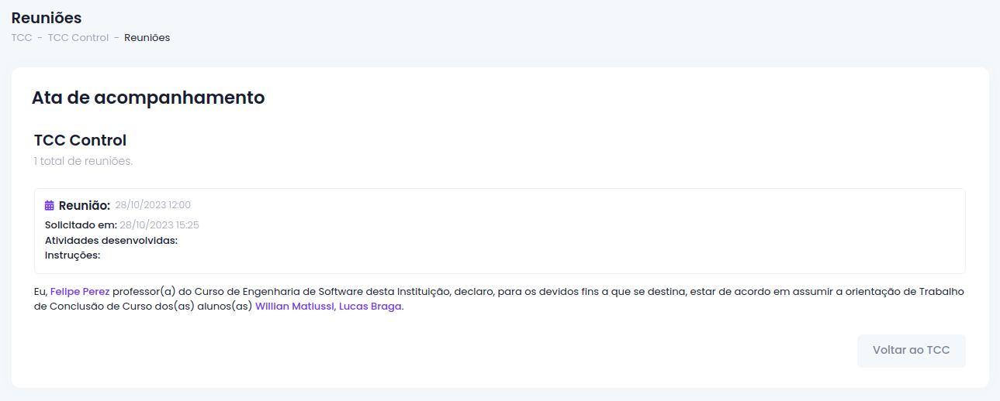 Reuniões
TCC - TCC Control - Reuniões
Ata de acompanhamento
TCC Control
1 total de reuniões.
Reunião: 28/10/2023 12:00
Solicitado em: 28/10/2023 15:25
Atividades desenvolvidas:
Instruções:
Eu, Felipe Perez professor(a) do Curso de Engenharia de Software desta Instituição, declaro, para os devidos fins a que se destina, estar de acordo em assumir a orientação de Trabalho
de Conclusão de Curso dos(as) alunos(as) Willian Matiussi, Lucas Braga.
Voltar ao TCC